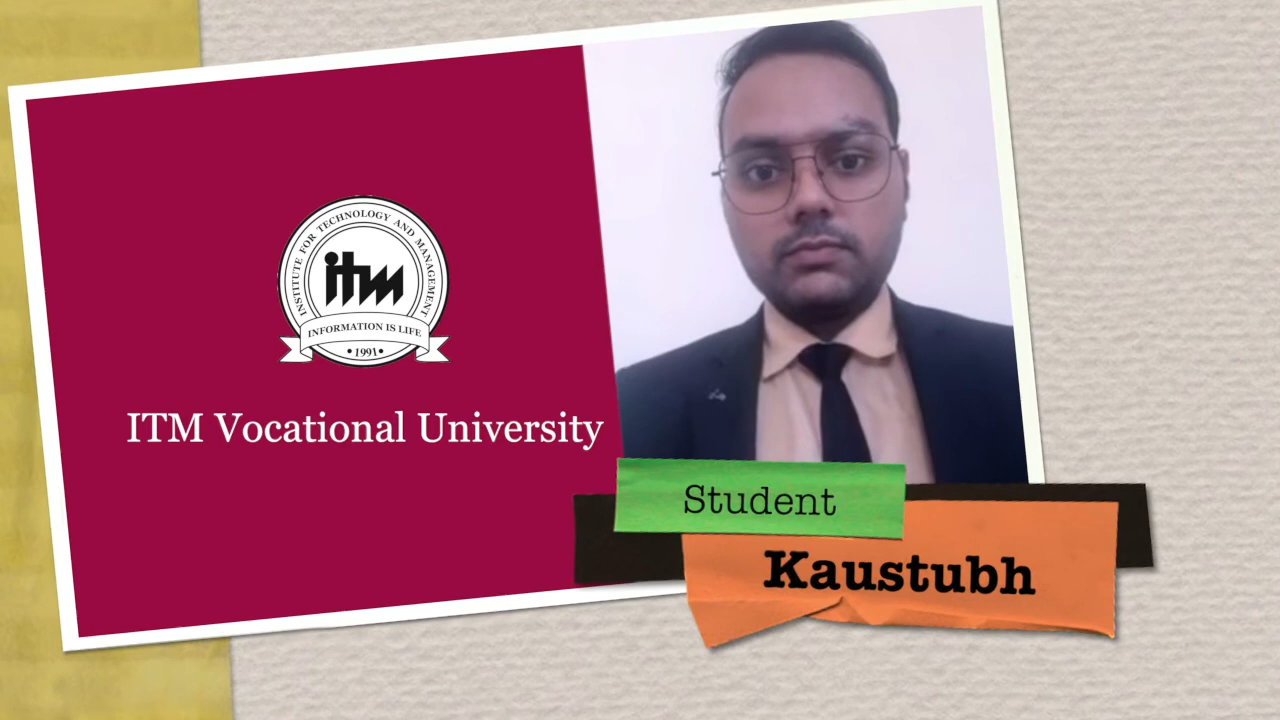 INSTITUTE FOR TECHNOLOGY AND MANAGEMENT
itm
INFORMATION IS LIFE
• 1991 •
ITM Vocational University
Student
Kaustubh